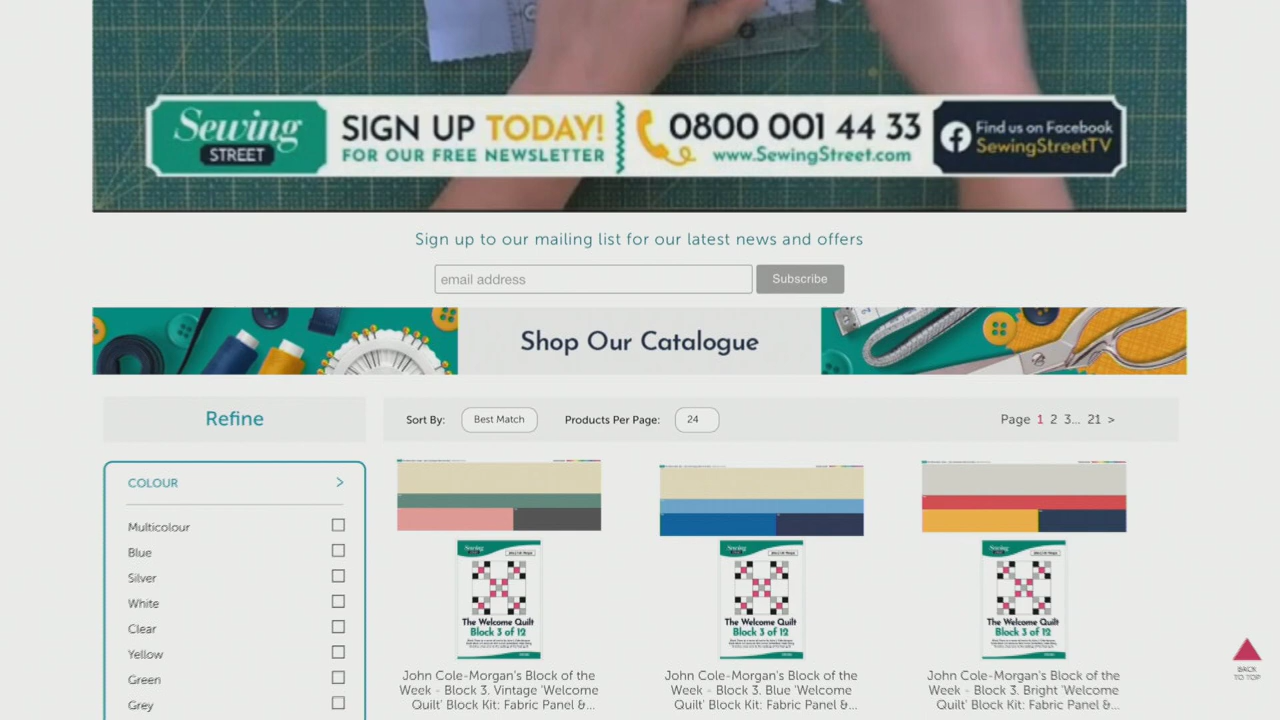 Sewing
STREET
SIGN UP TODAY!
FOR OUR FREE NEWSLETTER
0800 001 44 33
www.SewingStreet.com
Find us on Facebook
SewingStreetTV
Sign up to our mailing list for our latest news and offers
email address
Subscribe
Shop Our Catalogue
Refine
Sort By:
Best Match
Products Per Page:
24
Page 1 2 3... 21 >
COLOUR >
Multicolour
Blue
Silver
White
Clear
Yellow
Green
Grey
Sewing
The Welcome Quilt
Block 3 of 12
John Cole-Morgan's Block of the
Week - Block 3. Vintage 'Welcome
Quilt' Block Kit: Fabric Panel &...
Sewing
The Welcome Quilt
Block 3 of 12
John Cole-Morgan's Block of the
Week - Block 3. Blue 'Welcome
Quilt' Block Kit: Fabric Panel &...
Sewing
The Welcome Quilt
Block 3 of 12
John Cole-Morgan's Block of the
Week - Block 3. Bright 'Welcome
Quilt' Block Kit: Fabric Panel &...
BACK
TO TOP